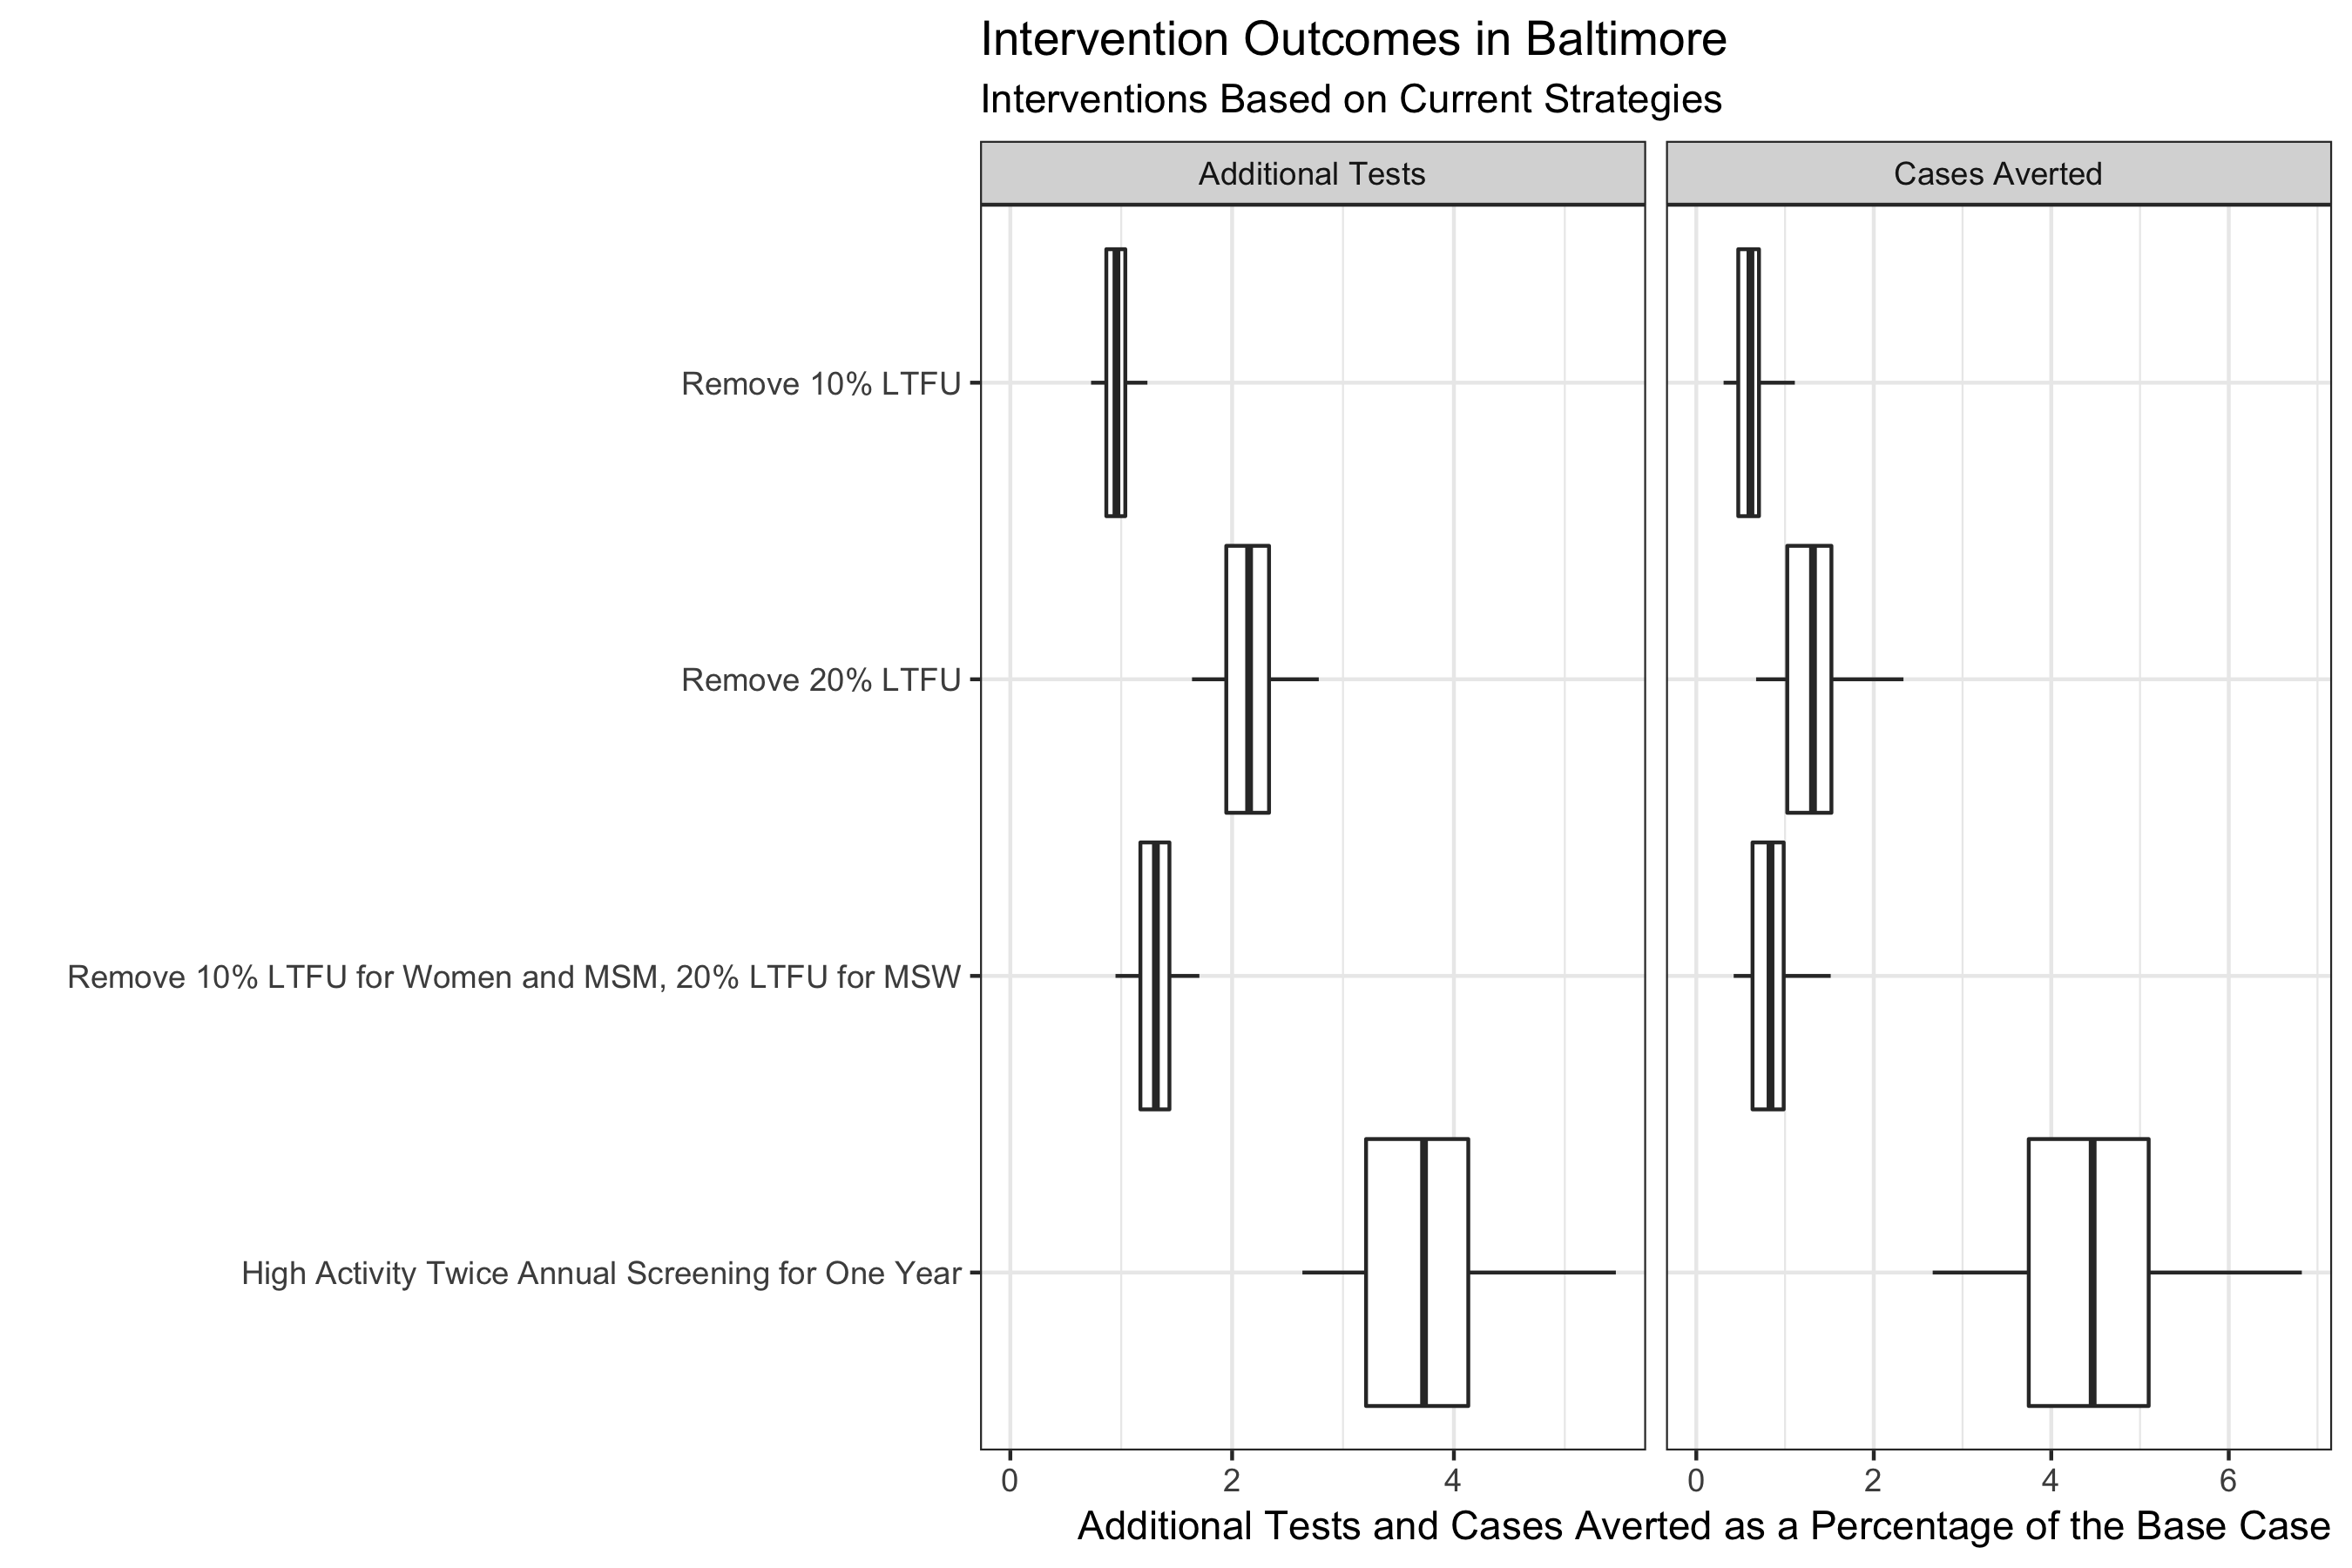 Intervention Outcomes in Baltimore
Interventions Based on Current Strategies
Additional Tests
Cases Averted
Remove 10% LTFU
Remove 20% LTFU
Remove 10% LTFU for Women and MSM, 20% LTFU for MSW
High Activity Twice Annual Screening for One Year
0 2 4
0 2 4 6
Additional Tests and Cases Averted as a Percentage of the Base Case